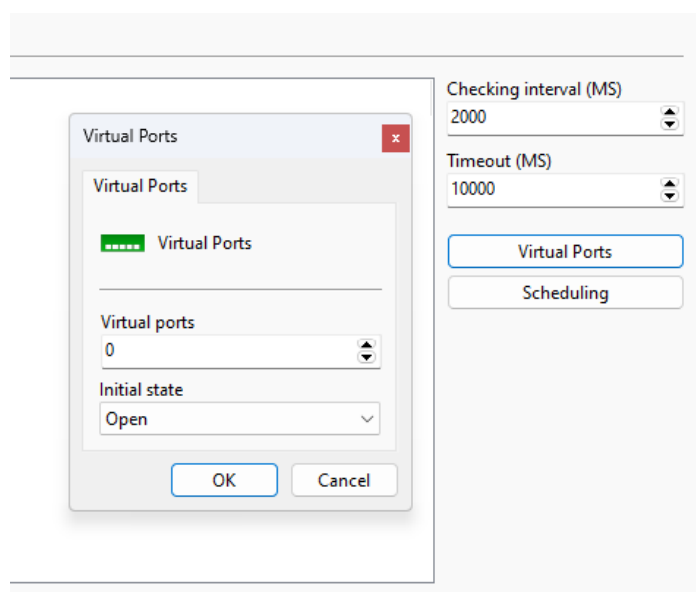 Checking interval (MS)
2000
Timeout (MS)
10000
Virtual Ports
Scheduling
Virtual Ports
x
Virtual Ports
Virtual Ports
Virtual ports
0
Initial state
Open
OK
Cancel